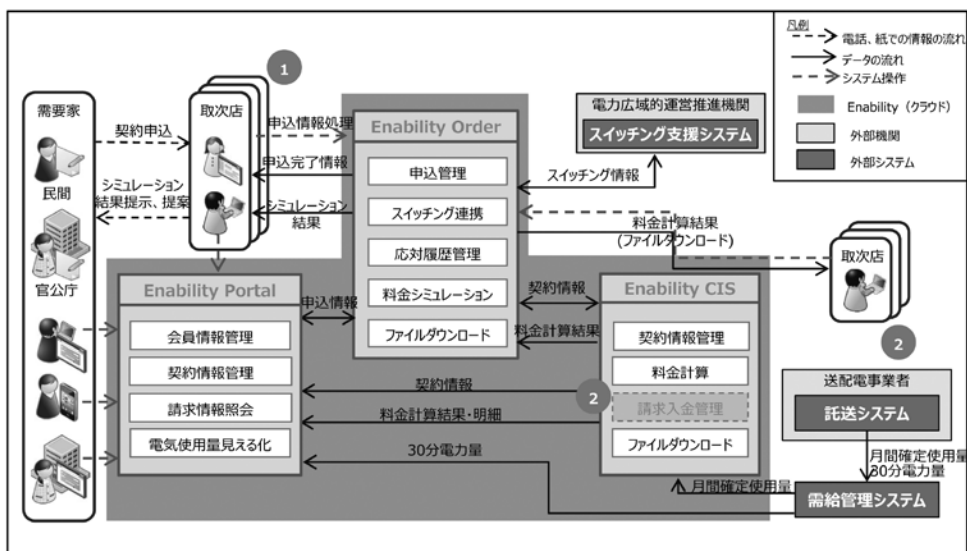 凡例
電話、紙での情報の流れ
データの流れ
システム操作
Enability（クラウド）
外部機関
外部システム
1
需要家
民間
官公庁
契約申込
シミュレーション
結果提示、提案
取次店
申込情報処理
申込完了情報
シミュレーション
結果
Enability Order
申込管理
スイッチング連携
応対履歴管理
料金シミュレーション
ファイルダウンロード
電力広域的運営推進機関
スイッチング支援システム
スイッチング情報
料金計算結果
(ファイルダウンロード)
取次店
2
Enability Portal
会員情報管理
契約情報管理
請求情報照会
電気使用量見える化
申込情報
契約情報
料金計算結果
Enability CIS
契約情報管理
料金計算
請求入金管理
ファイルダウンロード
契約情報
2
料金計算結果・明細
30分電力量
月間確定使用量
送配電事業者
託送システム
月間確定使用量
30分電力量
需給管理システム